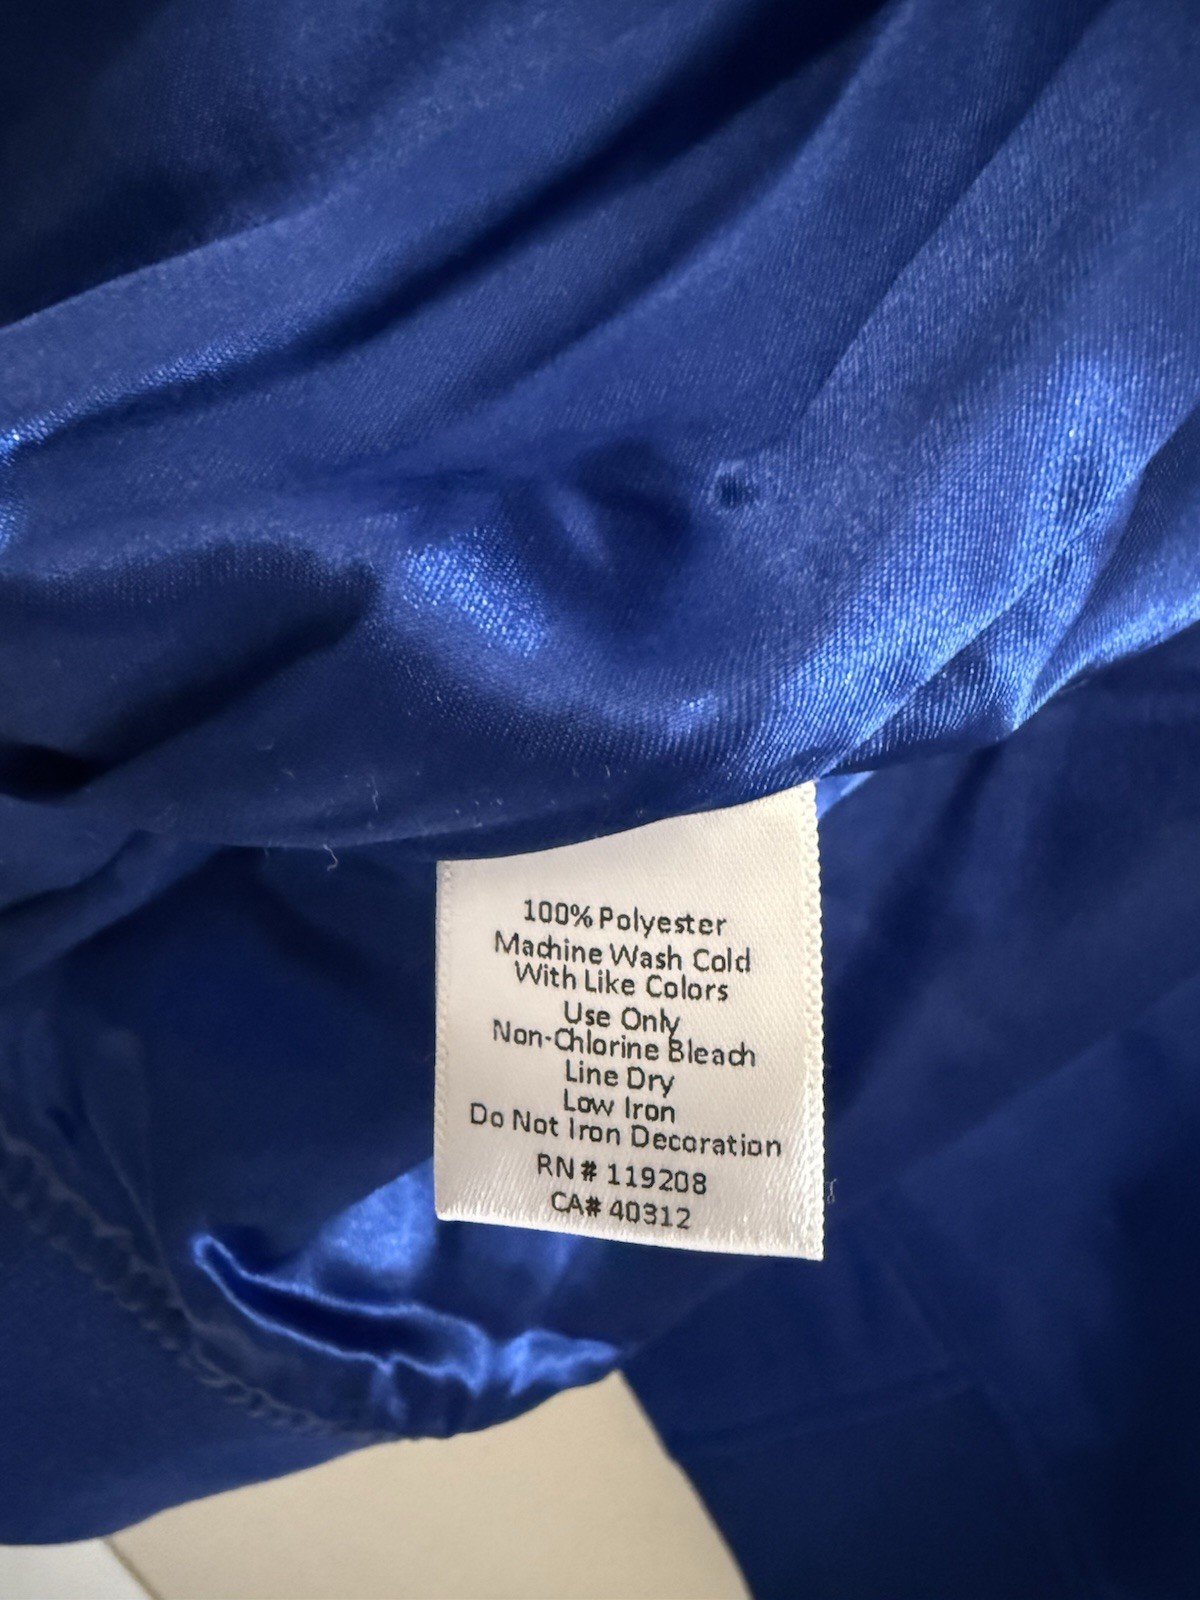 100% Polyester
Machine Wash Cold
With Like Colors
Use Only
Non-Chlorine Bleach
Line Dry
Low Iron
Do Not Iron Decoration
RN# 119208
CA# 40312